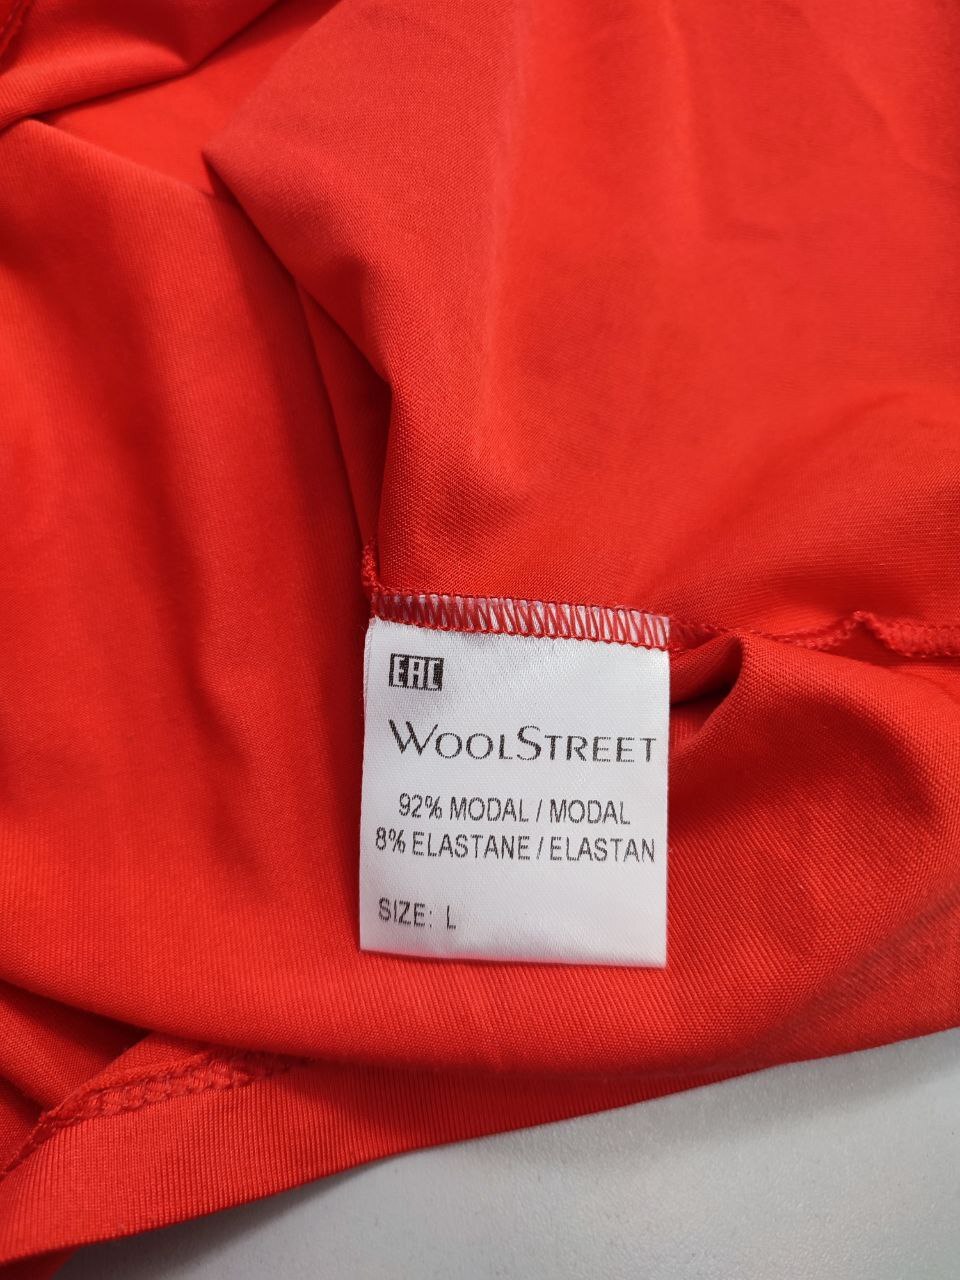 EAC
WOOLSTREET
92% MODAL / MODAL
8% ELASTANE / ELASTAN
SIZE: L